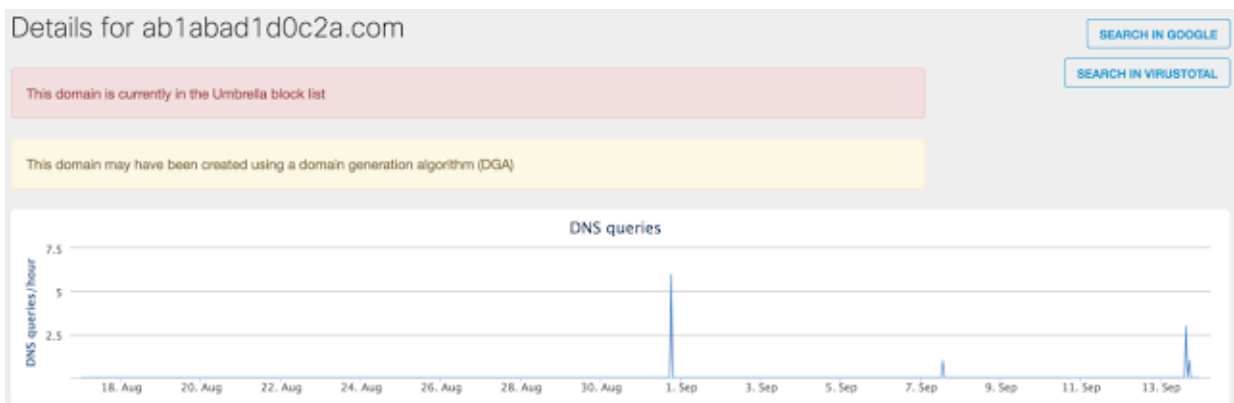 Details for ab1abad1d0c2a.com
SEARCH IN GOOGLE
SEARCH IN VIRUSTOTAL
This domain is currently in the Umbrella block list
This domain may have been created using a domain generation algorithm (DGA)
DNS queries
DNS queries/hour
7.5
5
2.5
18. Aug 20. Aug 22. Aug 24. Aug 26. Aug 28. Aug 30. Aug 1. Sep 3. Sep 5. Sep 7. Sep 9. Sep 11. Sep 13. Sep